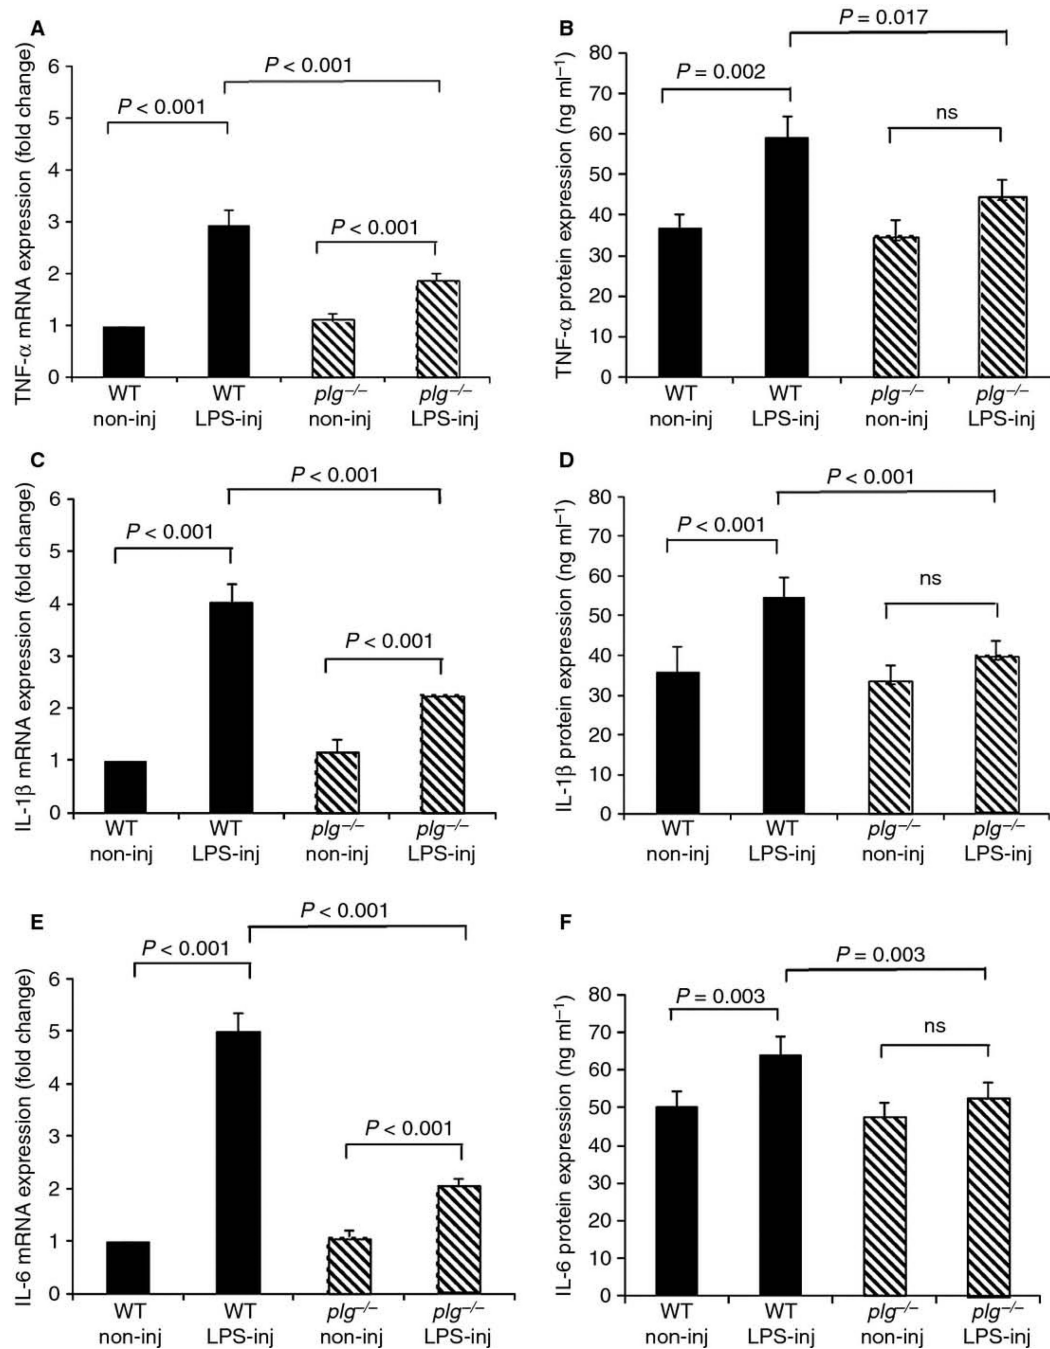 A
TNF-α mRNA expression (fold change)
6
5
4
3
2
1
0
P < 0.001
P < 0.001
P < 0.001
WT WT plg⁻/⁻ plg⁻/⁻
non-inj LPS-inj non-inj LPS-inj
B
TNF-α protein expression (ng ml⁻¹)
80
70
60
50
40
30
20
10
0
P = 0.017
P = 0.002
ns
WT WT plg⁻/⁻ plg⁻/⁻
non-inj LPS-inj non-inj LPS-inj
C
IL-1β mRNA expression (fold change)
6
5
4
3
2
1
0
P < 0.001
P < 0.001
P < 0.001
WT WT plg⁻/⁻ plg⁻/⁻
non-inj LPS-inj non-inj LPS-inj
D
IL-1β protein expression (ng ml⁻¹)
80
70
60
50
40
30
20
10
0
P < 0.001
P < 0.001
ns
WT WT plg⁻/⁻ plg⁻/⁻
non-inj LPS-inj non-inj LPS-inj
E
IL-6 mRNA expression (fold change)
6
5
4
3
2
1
0
P < 0.001
P < 0.001
P < 0.001
WT WT plg⁻/⁻ plg⁻/⁻
non-inj LPS-inj non-inj LPS-inj
F
IL-6 protein expression (ng ml⁻¹)
80
70
60
50
40
30
20
10
0
P = 0.003
P = 0.003
ns
WT WT plg⁻/⁻ plg⁻/⁻
non-inj LPS-inj non-inj LPS-inj